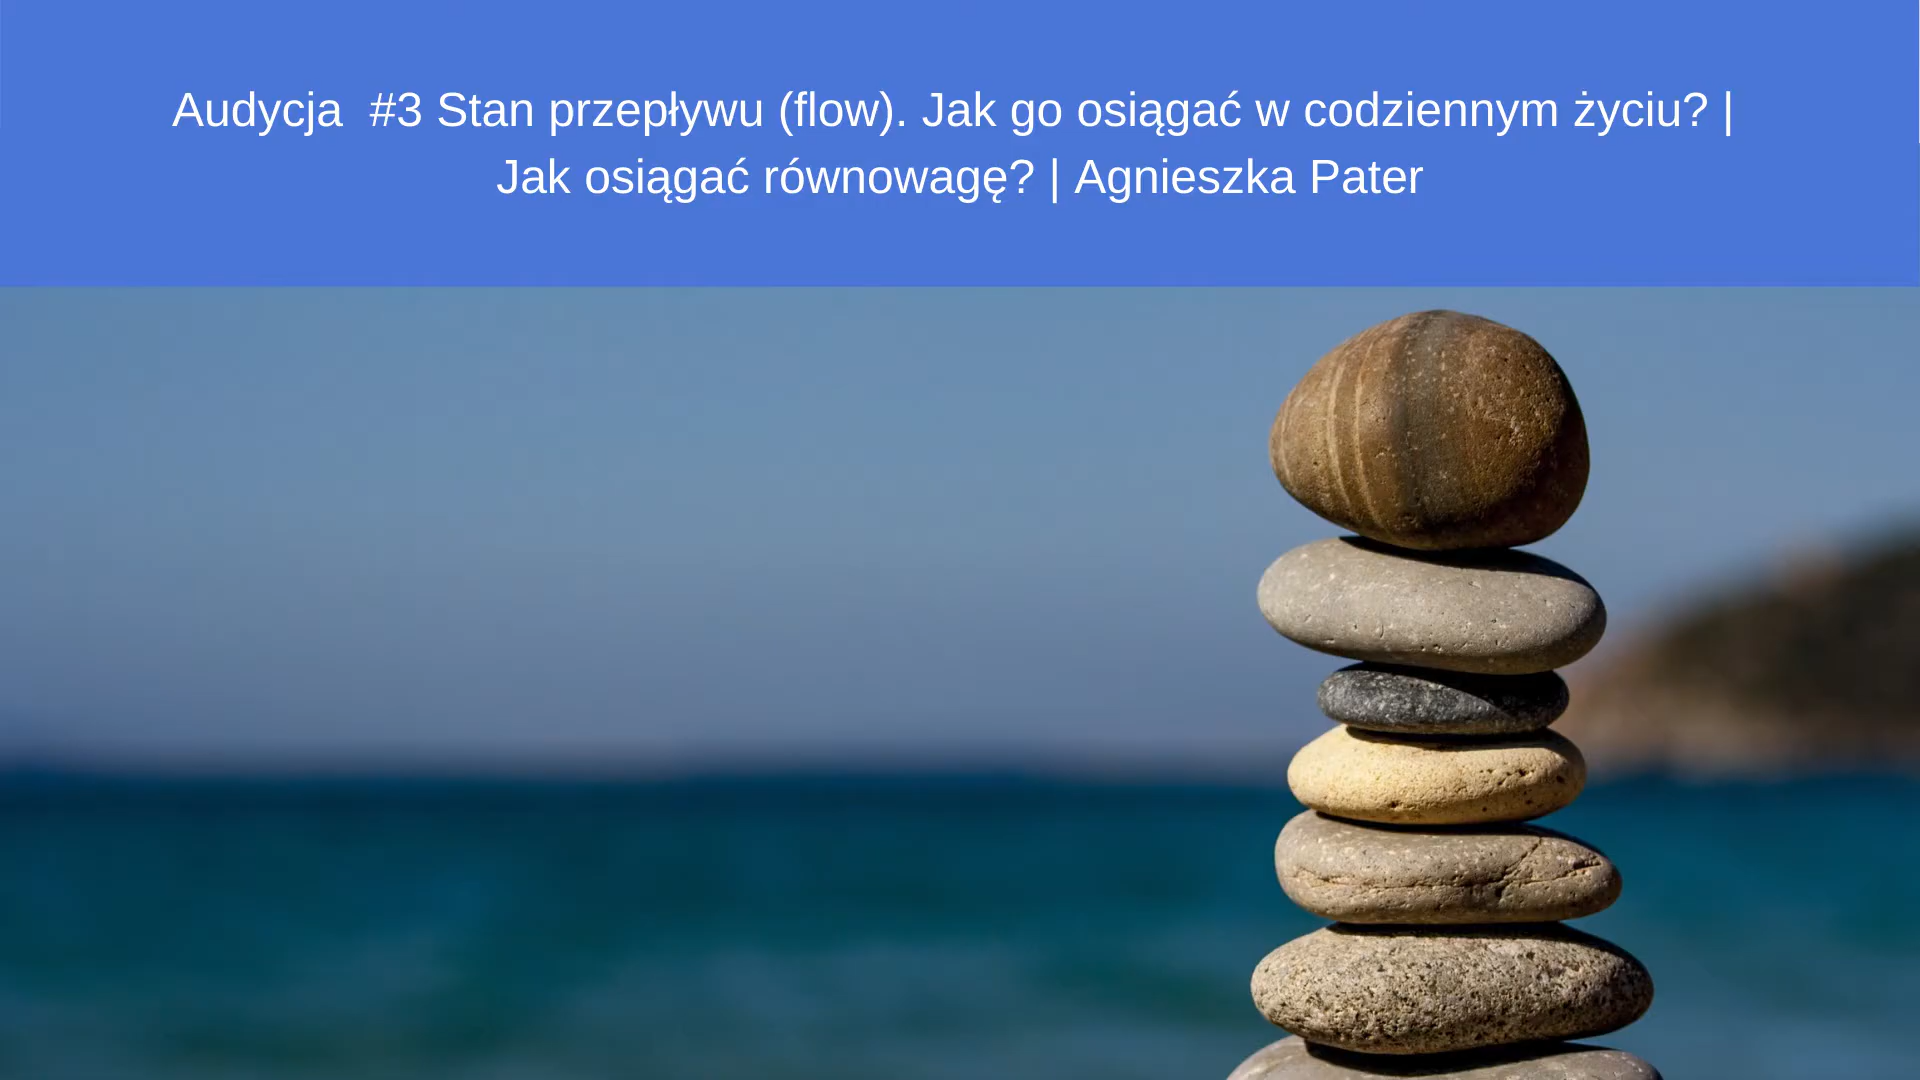 Audycja  #3 Stan przepływu (flow). Jak go osiągać w codziennym życiu? |
Jak osiągać równowagę? | Agnieszka Pater